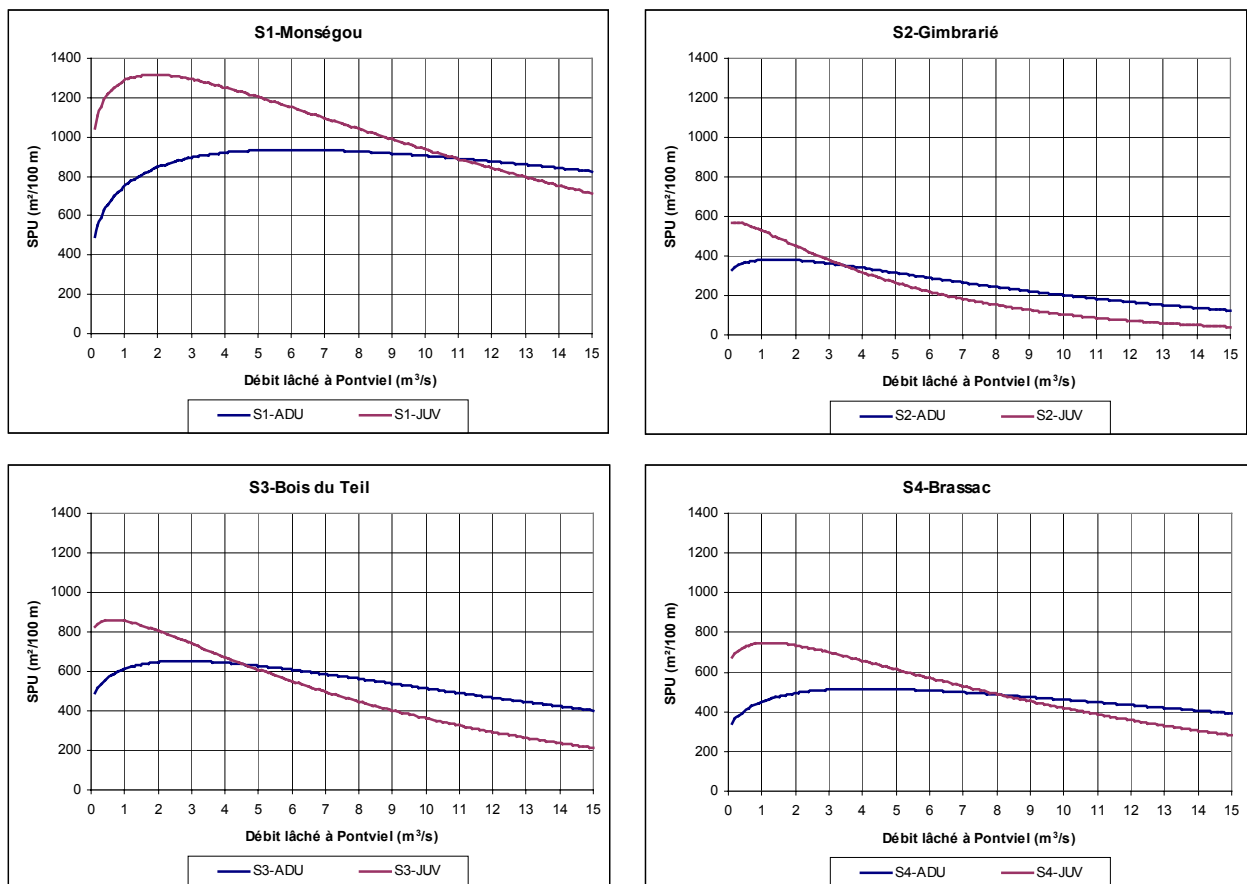 S1-Monségou
SPU (m²/100 m)
1400
1200
1000
800
600
400
200
0
0 1 2 3 4 5 6 7 8 9 10 11 12 13 14 15
Débit lâché à Pontviel (m³/s)
S1-ADU S1-JUV
S2-Gimbrarié
SPU (m²/100 m)
1400
1200
1000
800
600
400
200
0
0 1 2 3 4 5 6 7 8 9 10 11 12 13 14 15
Débit lâché à Pontviel (m³/s)
S2-ADU S2-JUV
S3-Bois du Teil
SPU (m²/100 m)
1400
1200
1000
800
600
400
200
0
0 1 2 3 4 5 6 7 8 9 10 11 12 13 14 15
Débit lâché à Pontviel (m³/s)
S3-ADU S3-JUV
S4-Brassac
SPU (m²/100 m)
1400
1200
1000
800
600
400
200
0
0 1 2 3 4 5 6 7 8 9 10 11 12 13 14 15
Débit lâché à Pontviel (m³/s)
S4-ADU S4-JUV